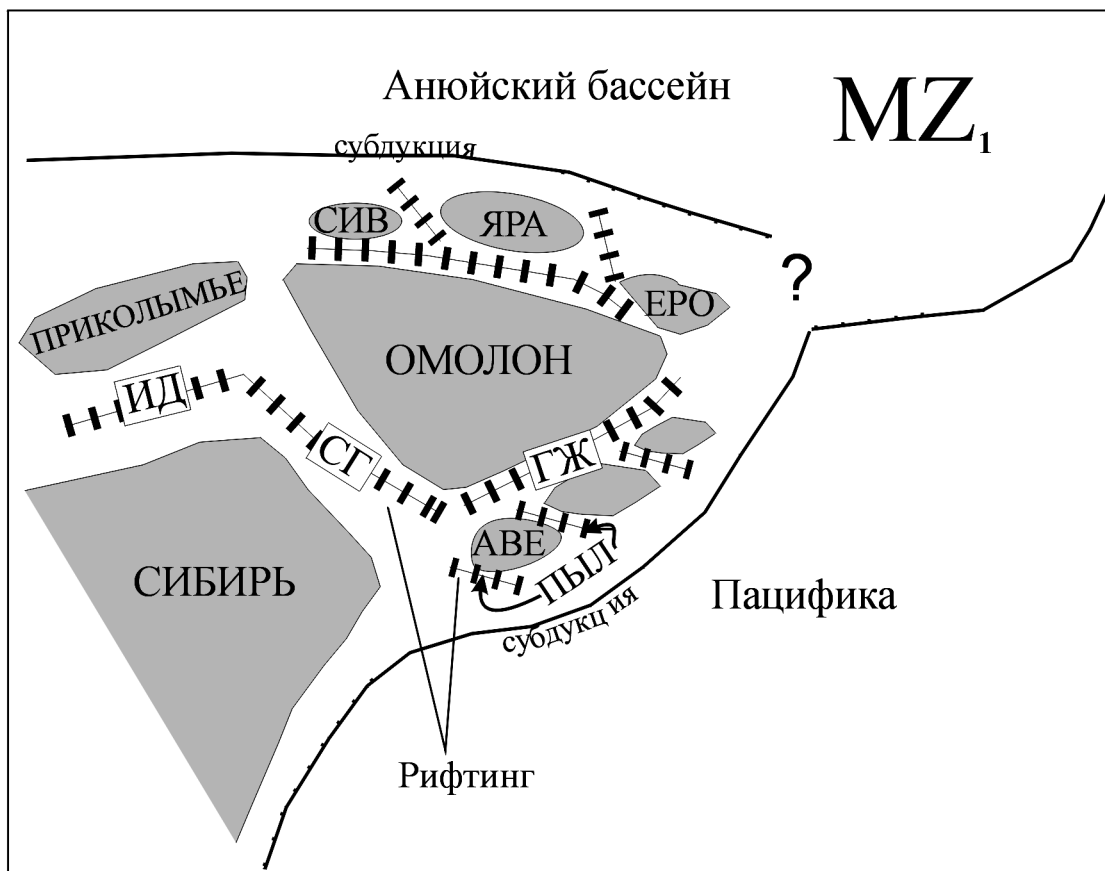 Анюйский бассейн
MZ₁
субдукция
СИВ
ЯРА
ПРИКОЛЫМЬЕ
ЕРО
?
ОМОЛОН
ИД
СГ
ГЖ
АВЕ
СИБИРЬ
ПЫЛ
Пацифика
субдукция
Рифтинг